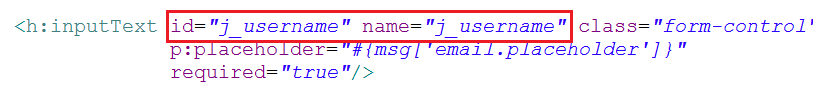 <h:inputText id="j_username" name="j_username" class="form-control"
p:placeholder="#{msg['email.placeholder']}"
required="true"/>